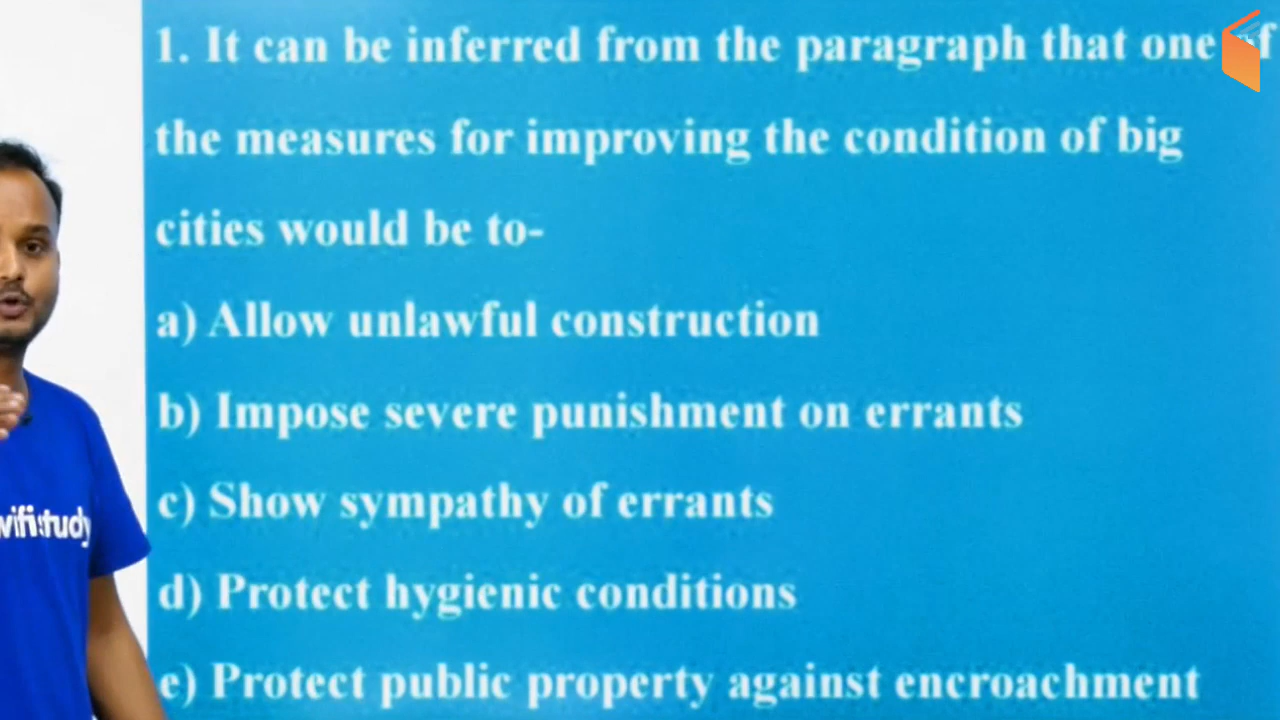 1. It can be inferred from the paragraph that one of
the measures for improving the condition of big
cities would be to-
a) Allow unlawful construction
b) Impose severe punishment on errants
c) Show sympathy of errants
d) Protect hygienic conditions
e) Protect public property against encroachment
wifistudy